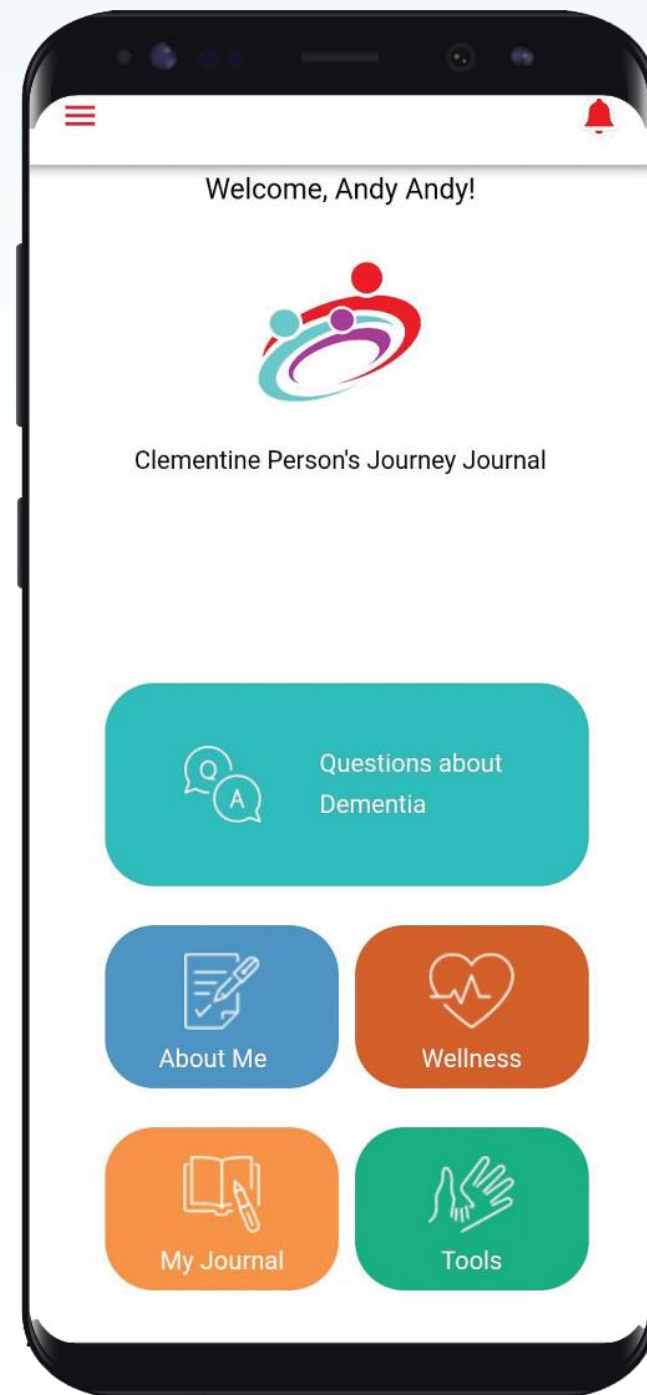 Welcome, Andy Andy!
Clementine Person's Journey Journal
Q
A
Questions about
Dementia
About Me
Wellness
My Journal
Tools